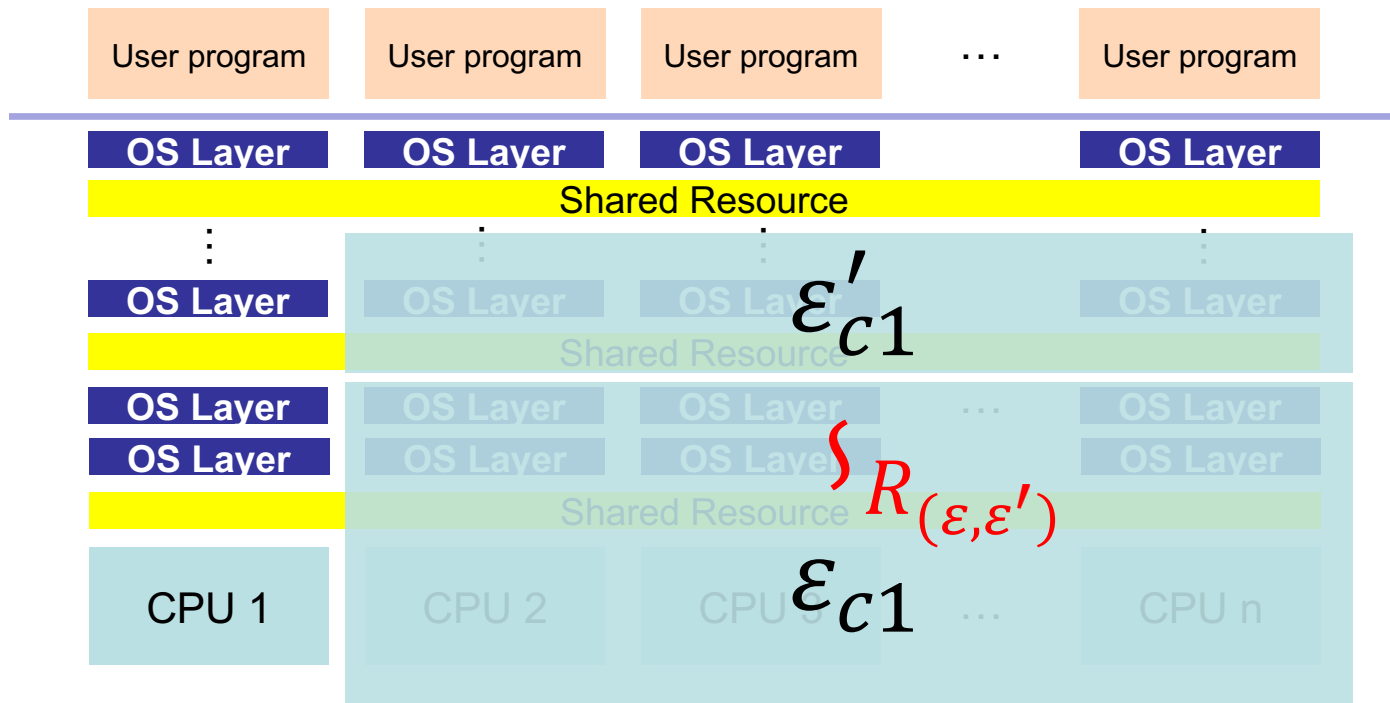 User program User program User program ⋯ User program
OS Layer OS Layer OS Layer OS Layer
Shared Resource
⋮ ⋮ ⋮ ⋮
OS Layer OS Layer OS Layer OS Layer
ε′c1
Shared Resource
OS Layer OS Layer OS Layer ⋯ OS Layer
OS Layer OS Layer OS Layer OS Layer
∫ R(ε,ε′)
Shared Resource
CPU 1 CPU 2 CPU 3 ⋯ CPU n
εc1